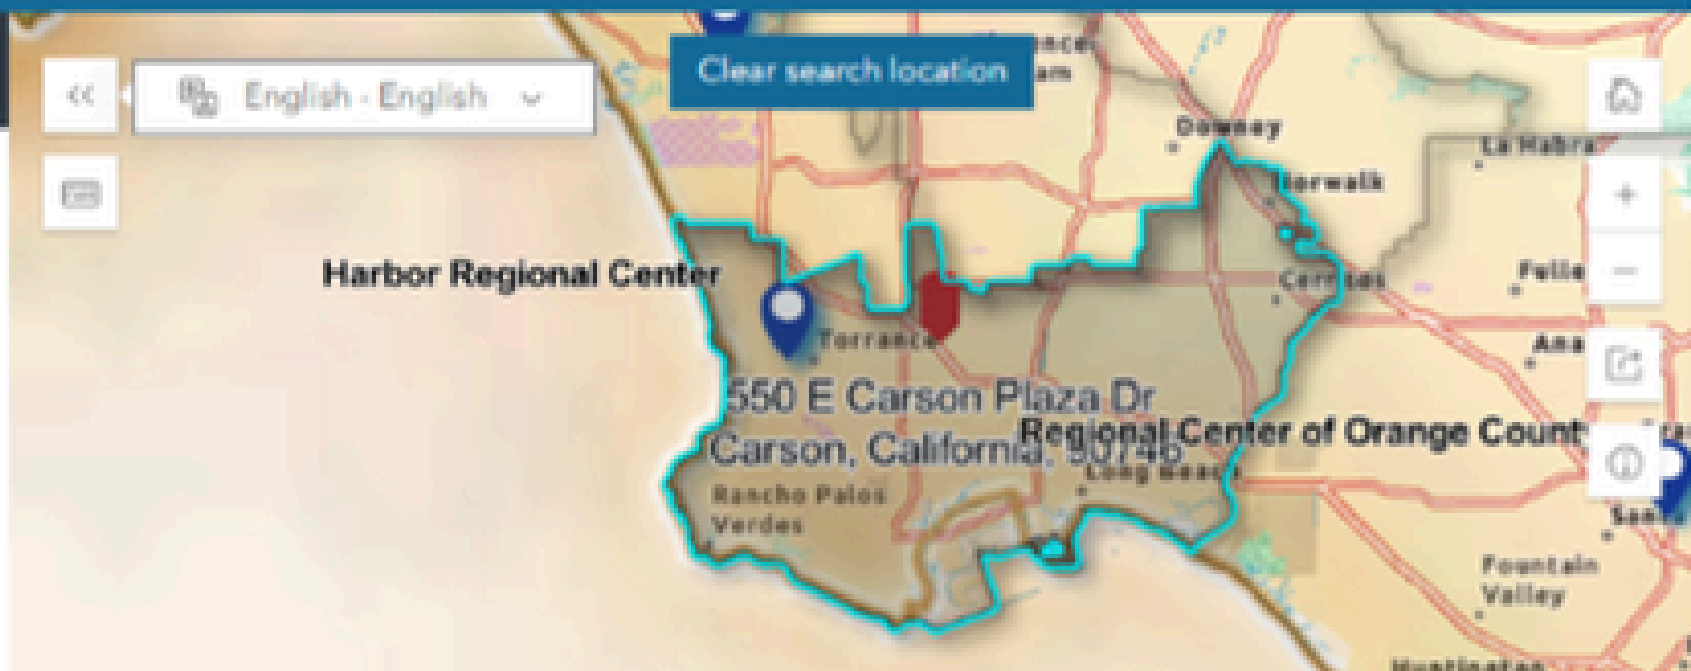 Clear search location
English - English
Downey
La Habra
Norwalk
Harbor Regional Center
Cerritos
Torrance
550 E Carson Plaza Dr
Carson, California, 90746
Regional Center of Orange Count
Long Beach
Rancho Palos
Verdes
Fountain
Valley